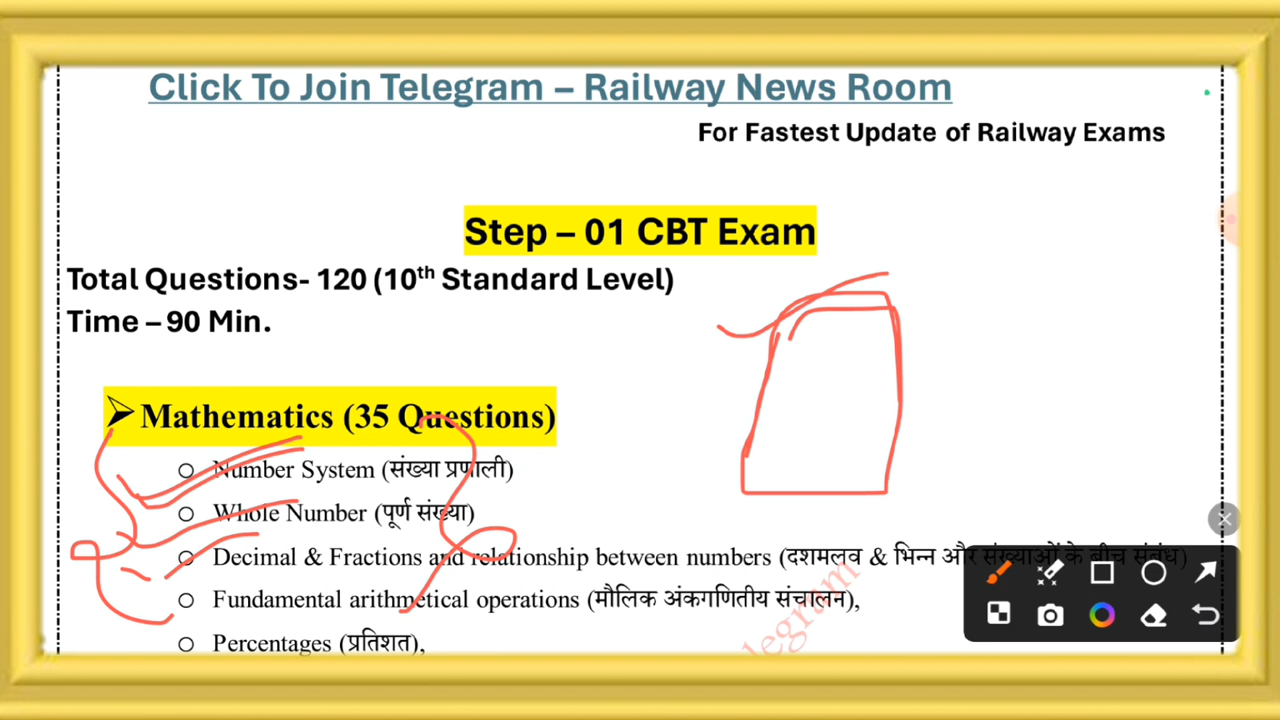 Click To Join Telegram – Railway News Room
For Fastest Update of Railway Exams
Step – 01 CBT Exam
Total Questions- 120 (10th Standard Level)
Time – 90 Min.
Mathematics (35 Questions)
Number System (संख्या प्रणाली)
Whole Number (पूर्ण संख्या)
Decimal & Fractions and relationship between numbers (दशमलव & भिन्न और संख्याओं के बीच संबंध)
Fundamental arithmetical operations (मौलिक अंकगणितीय संचालन),
Percentages (प्रतिशत),
elegram